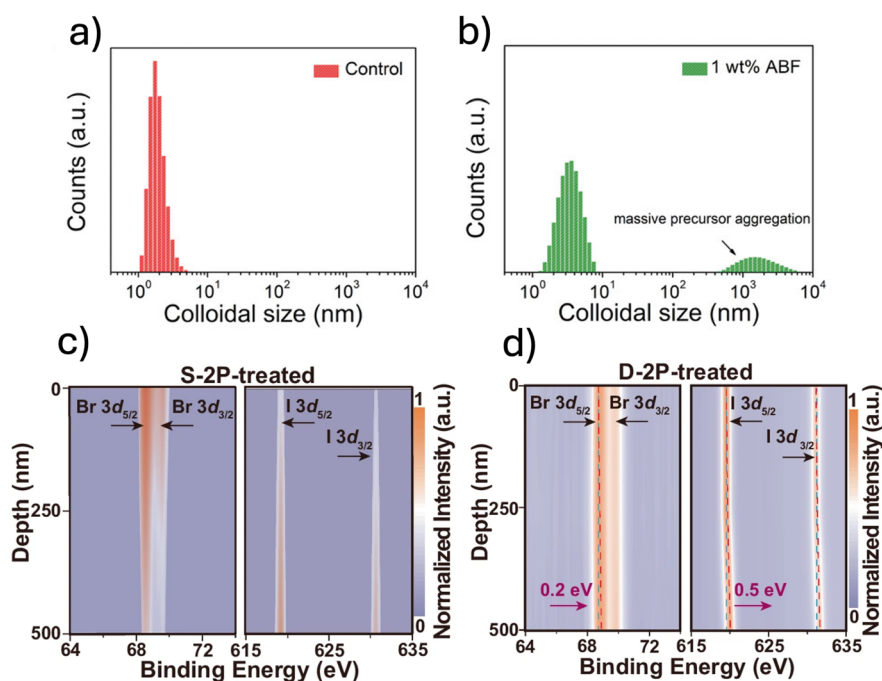 a)
Control
Counts (a.u.)
10⁰ 10¹ 10² 10³ 10⁴
Colloidal size (nm)
b)
1 wt% ABF
massive precursor aggregation
Counts (a.u.)
10⁰ 10¹ 10² 10³ 10⁴
Colloidal size (nm)
c)
S-2P-treated
Br 3d5/2
Br 3d3/2
I 3d5/2
I 3d3/2
Depth (nm)
0
250
500
64 68 72 615 625 635
Binding Energy (eV)
1
0
Normalized Intensity (a.u.)
d)
D-2P-treated
Br 3d5/2
Br 3d3/2
I 3d5/2
I 3d3/2
0.2 eV
0.5 eV
Depth (nm)
0
250
500
64 68 72 615 625 635
Binding Energy (eV)
1
0
Normalized Intensity (a.u.)